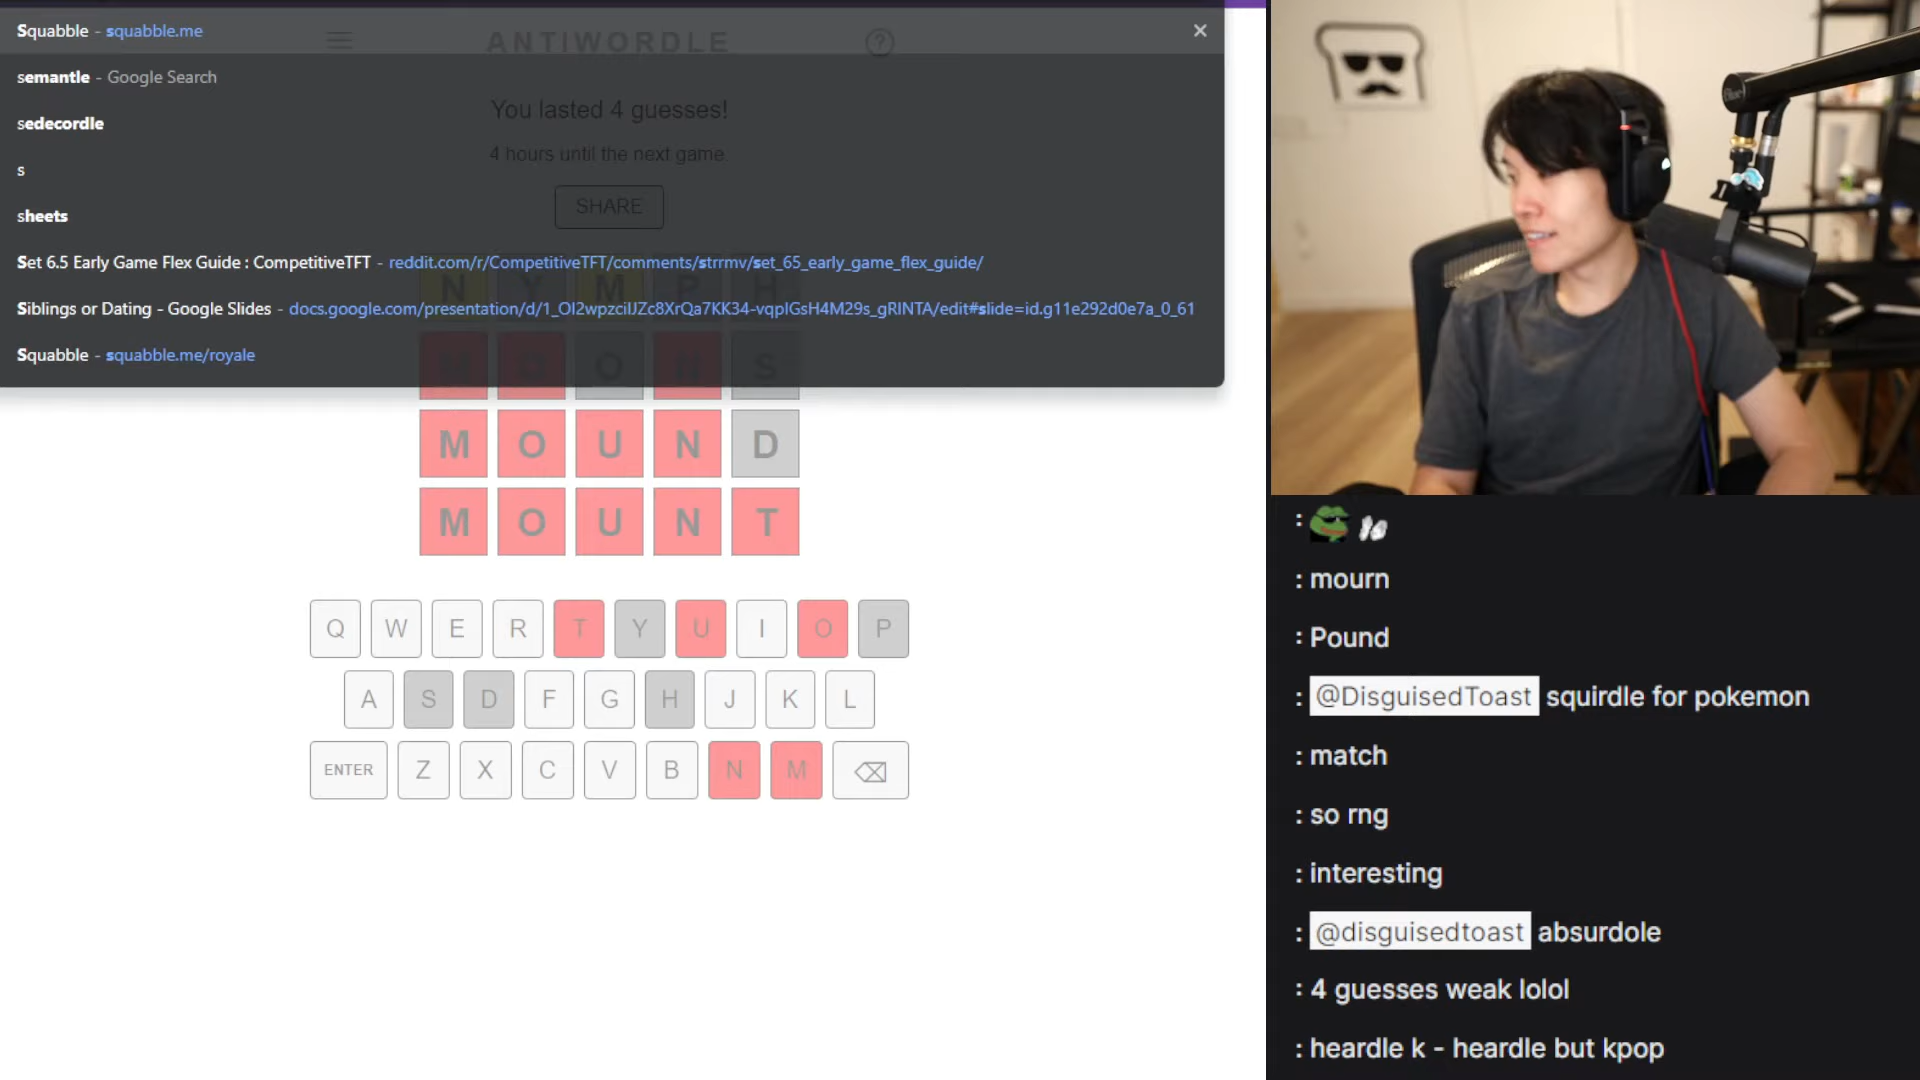 Squabble - squabble.me
semantle - Google Search
sedecordle
s
sheets
Set 6.5 Early Game Flex Guide : CompetitiveTFT - reddit.com/r/CompetitiveTFT/comments/strrmv/set_65_early_game_flex_guide/
Siblings or Dating - Google Slides - docs.google.com/presentation/d/1_OI2wpzciIJZc8XrQa7KK34-vqpIGsH4M29s_gRINTA/edit#slide=id.g11e292d0e7a_0_61
Squabble - squabble.me/royale
ANTIWORDLE
?
You lasted 4 guesses!
4 hours until the next game.
SHARE
N Y M P H
M O O N S
M O U N D
M O U N T
Q W E R T Y U I O P
A S D F G H J K L
ENTER Z X C V B N M
:
: mourn
: Pound
: @DisguisedToast squirdle for pokemon
: match
: so rng
: interesting
: @disguisedtoast absurdole
: 4 guesses weak lolol
: heardle k - heardle but kpop